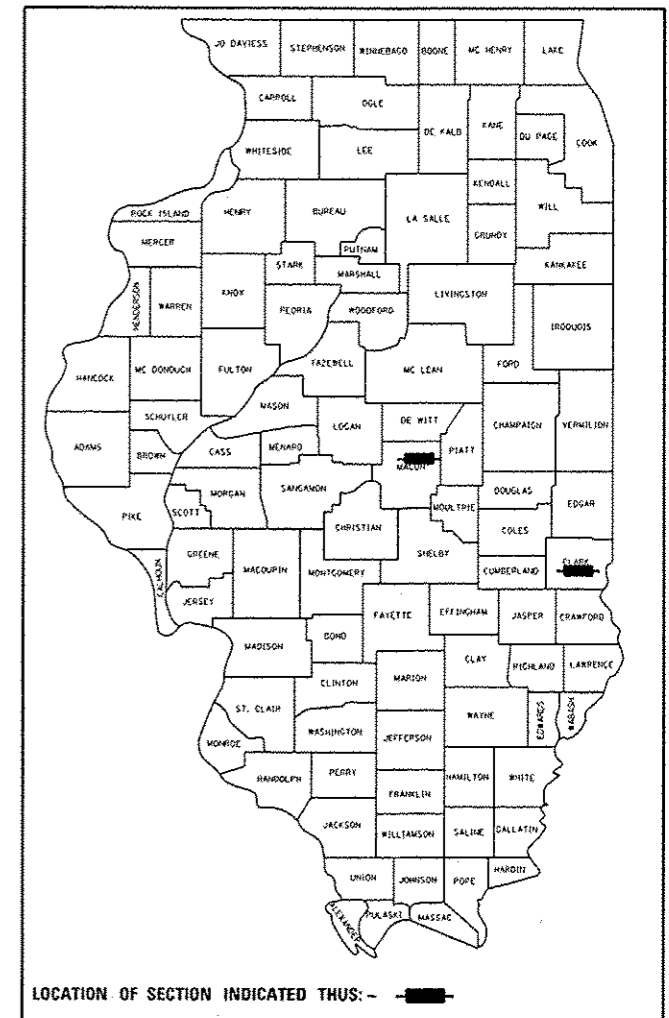 JO DAVIESS STEPHENSON WINNEBAGO BOONE MC HENRY LAKE
CARROLL OGLE DE KALB KANE DU PAGE COOK
WHITESIDE LEE KENDALL WILL
ROCK ISLAND HENRY BUREAU LA SALLE GRUNDY
MERCER PUTNAM KANKAKEE
STARK MARSHALL
HENDERSON WARREN KNOX PEORIA WOODFORD LIVINGSTON IROQUOIS
HANCOCK MC DONOUGH FULTON TAZEWELL MC LEAN FORD
MASON
SCHUYLER LOGAN DE WITT CHAMPAIGN VERMILION
ADAMS BROWN CASS MENARD MACON PIATT
MORGAN SANGAMON DOUGLAS EDGAR
PIKE SCOTT CHRISTIAN MOULTRIE COLES
GREENE SHELBY CLARK
CALHOUN MACOUPIN MONTGOMERY CUMBERLAND
JERSEY FAYETTE EFFINGHAM JASPER CRAWFORD
MADISON BOND
CLAY RICHLAND LAWRENCE
CLINTON MARION
ST. CLAIR WAYNE EDWARDS WABASH
WASHINGTON JEFFERSON
MONROE
RANDOLPH PERRY HAMILTON WHITE
FRANKLIN
JACKSON WILLIAMSON SALINE GALLATIN
UNION JOHNSON POPE HARDIN
ALEXANDER PULASKI MASSAC
LOCATION OF SECTION INDICATED THUS: -